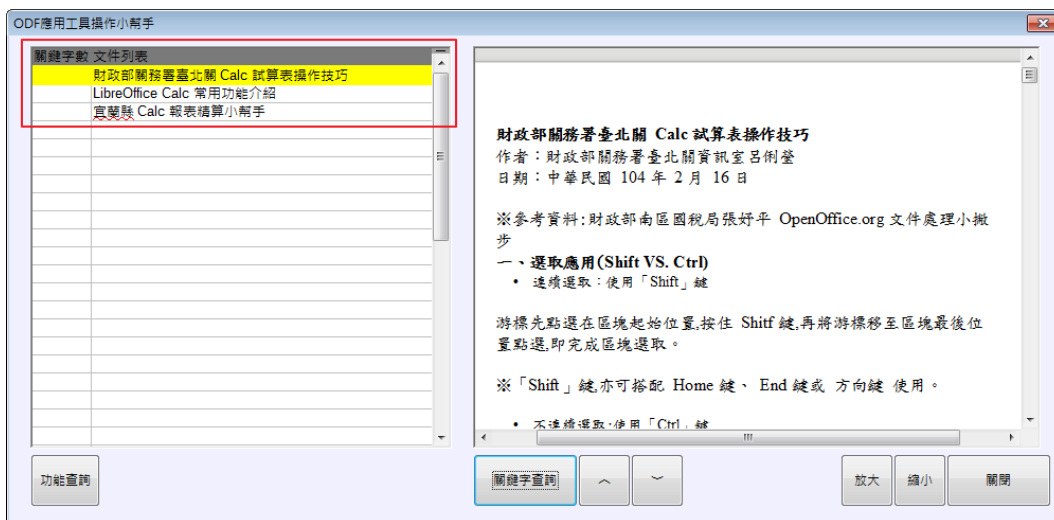 ODF應用工具操作小幫手
關鍵字數 文件列表
財政部關務署臺北關 Calc 試算表操作技巧
LibreOffice Calc 常用功能介紹
宜蘭縣 Calc 報表精算小幫手
財政部關務署臺北關 Calc 試算表操作技巧
作者：財政部關務署臺北關資訊室呂俐瑩
日期：中華民國 104 年 2 月 16 日
※參考資料:財政部南區國稅局張妤平 OpenOffice.org 文件處理小撇
步
一、選取應用(Shift VS. Ctrl)
• 連續選取：使用「Shift」鍵
游標先點選在區塊起始位置,按住 Shitf 鍵,再將游標移至區塊最後位
置點選,即完成區塊選取。
※「Shift」鍵,亦可搭配 Home 鍵、 End 鍵或 方向鍵 使用。
• 不連續選取:使用「Ctrl」鍵
功能查詢
關鍵字查詢
放大
縮小
關閉